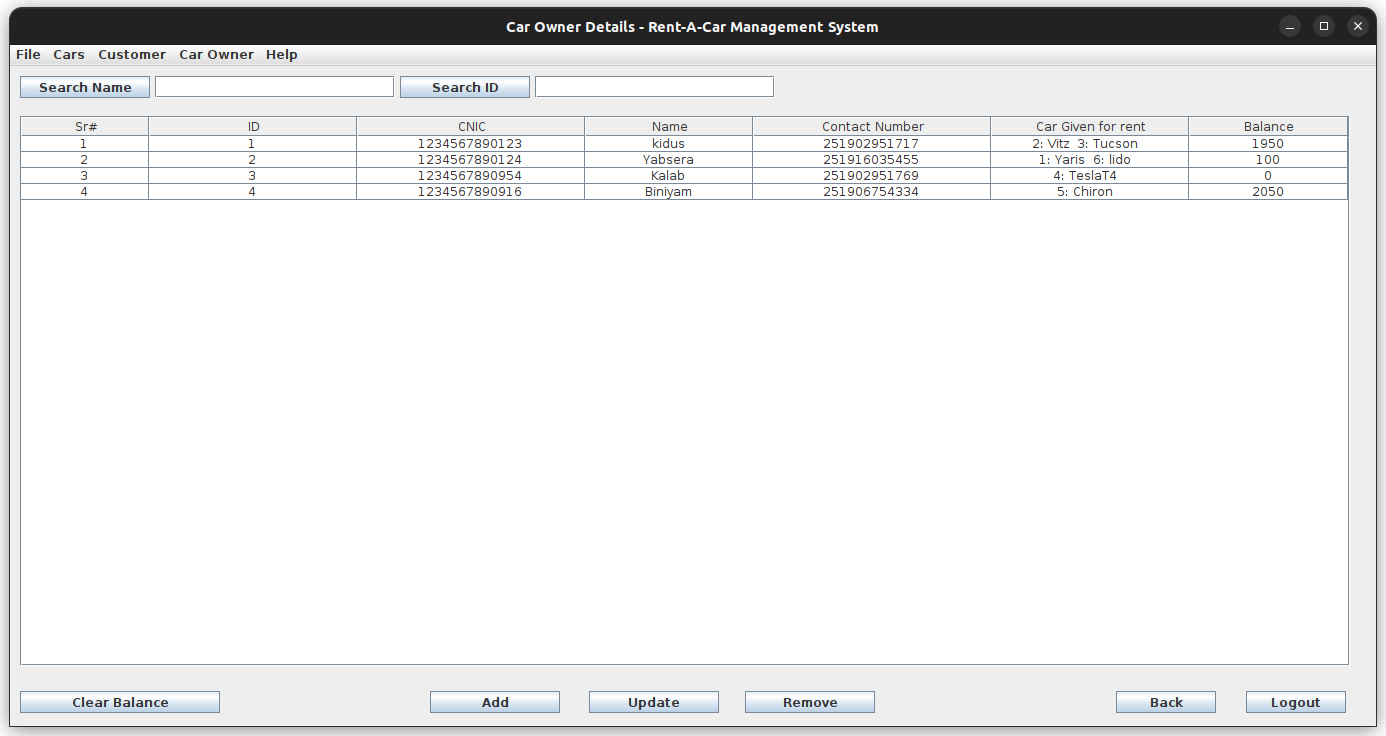 Car Owner Details - Rent-A-Car Management System
File Cars Customer Car Owner Help
Search Name Search ID
Sr# ID CNIC Name Contact Number Car Given for rent Balance
1 1 1234567890123 kidus 251902951717 2: Vitz 3: Tucson 1950
2 2 1234567890124 Yabsera 251916035455 1: Yaris 6: lido 100
3 3 1234567890954 Kalab 251902951769 4: TeslaT4 0
4 4 1234567890916 Biniyam 251906754334 5: Chiron 2050
Clear Balance Add Update Remove Back Logout